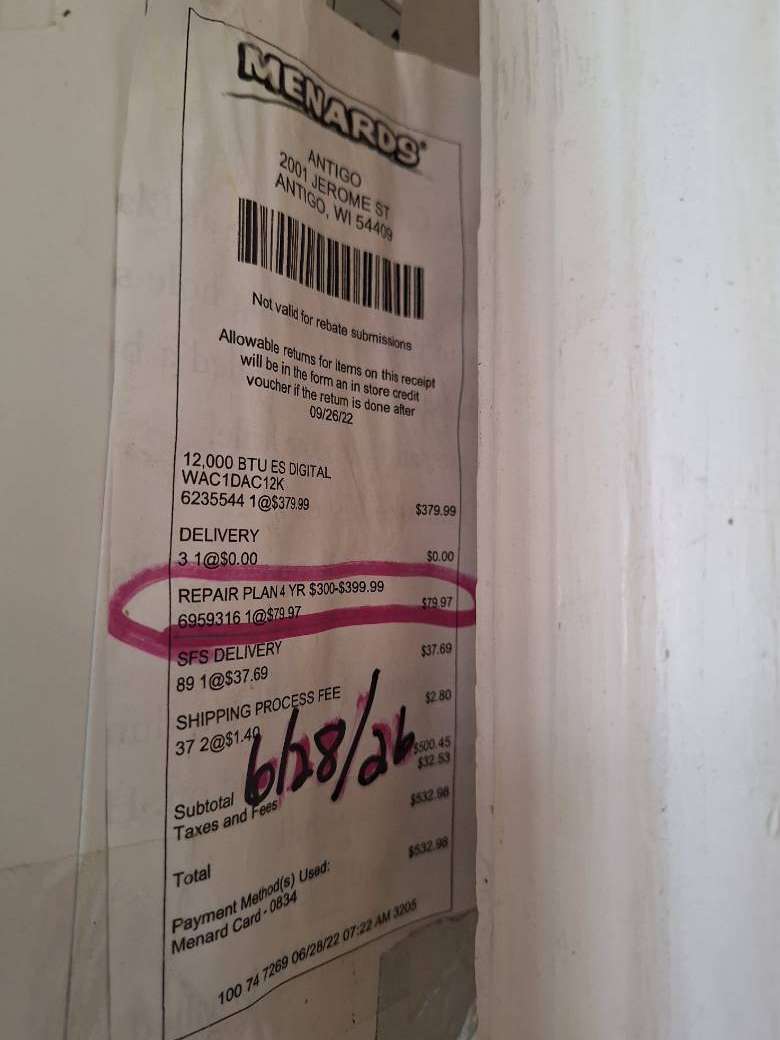 MENARDS®
ANTIGO
2001 JEROME ST
ANTIGO, WI 54409
Not valid for rebate submissions
Allowable returns for items on this receipt
will be in the form an in store credit
voucher if the return is done after
09/26/22
12,000 BTU ES DIGITAL
WAC1DAC12K
6235544 1@$379.99 $379.99
DELIVERY
3 1@$0.00 $0.00
REPAIR PLAN 4 YR $300-$399.99
6959316 1@$79.97 $79.97
SFS DELIVERY
89 1@$37.69 $37.69
SHIPPING PROCESS FEE
37 2@$1.40 $2.80
6/28/26
Subtotal $500.45
Taxes and Fees $32.53
Total $532.98
Payment Method(s) Used:
Menard Card - 0834 $532.98
100 74 7269 06/28/22 07:22 AM 3205